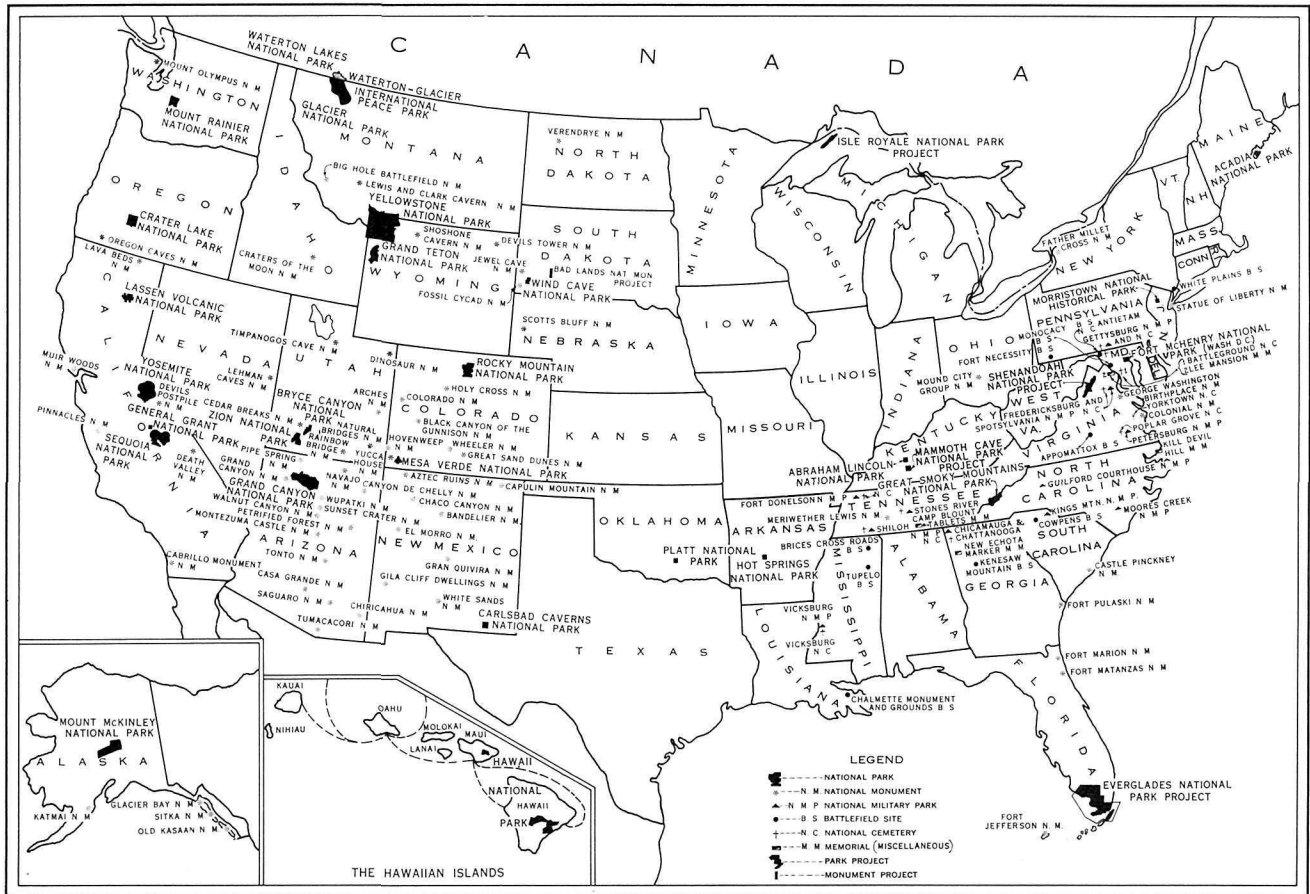 C A N A D A
WATERTON LAKES
NATIONAL PARK
WATERTON-GLACIER
INTERNATIONAL
PEACE PARK
GLACIER
NATIONAL PARK
MONTANA
MOUNT OLYMPUS N M
WASHINGTON
MOUNT RAINIER
NATIONAL PARK
IDAHO
BIG HOLE BATTLEFIELD N M
LEWIS AND CLARK CAVERN N M
YELLOWSTONE
NATIONAL PARK
OREGON
CRATER LAKE
NATIONAL PARK
OREGON CAVES N M
LAVA BEDS
N M
CRATERS OF THE
MOON N M
SHOSHONE
CAVERN N M
DEVILS TOWER N M
GRAND TETON
NATIONAL PARK
JEWEL CAVE
N M
WYOMING
FOSSIL CYCAD N M
VERENDRYE N M
NORTH
DAKOTA
SOUTH
DAKOTA
BAD LANDS NAT MON
PROJECT
WIND CAVE
NATIONAL PARK
SCOTTS BLUFF N M
NEBRASKA
MINNESOTA
WISCONSIN
MICHIGAN
ISLE ROYALE NATIONAL PARK
PROJECT
IOWA
ILLINOIS
INDIANA
OHIO
MISSOURI
KANSAS
MAINE
ACADIA
NATIONAL PARK
VT.
NH
MASS
CONN
R
I
NEW YORK
FATHER MILLET
CROSS N M
WHITE PLAINS B S
STATUE OF LIBERTY N M
MORRISTOWN NATIONAL
HISTORICAL PARK
PENNSYLVANIA
N J
MONOCACY
B S
ANTIETAM
B S
GETTYSBURG N M P
AND N C
FORT NECESSITY B S
MD
DEL
FORT McHENRY NATIONAL
PARK
(WASH D C)
BATTLEGROUND N C
LEE MANSION M M
MOUND CITY
GROUP N M
SHENANDOAH
NATIONAL PARK
PROJECT
WEST
VA.
FREDERICKSBURG AND
SPOTSYLVANIA N M P N C
GEORGE WASHINGTON
BIRTHPLACE N M
YORKTOWN N C
COLONIAL N M
POPLAR GROVE N C
PETERSBURG N M P
VIRGINIA
APPOMATTOX B S
KILL DEVIL
HILL M M
KENTUCKY
MAMMOTH CAVE
NATIONAL PARK
PROJECT
ABRAHAM LINCOLN
NATIONAL PARK
GREAT SMOKY MOUNTAINS
NATIONAL PARK
FORT DONELSON N M P N C
MERIWETHER LEWIS N M
STONES RIVER
TENNESSEE
CAMP BLOUNT
TABLETS M M
SHILOH
N M P
N C
CHICAMAUGA &
CHATTANOOGA
NEW ECHOTA
MARKER M M
KENESAW
MOUNTAIN B S
NORTH
CAROLINA
GUILFORD COURTHOUSE N M P
KINGS MTN. N. M. P.
COWPENS B S
MOORES CREEK
N M P
SOUTH
CAROLINA
CASTLE PINCKNEY
N M
GEORGIA
FORT PULASKI N M
FORT MARION N M
FORT MATANZAS N M
FLORIDA
EVERGLADES NATIONAL
PARK PROJECT
FORT
JEFFERSON N. M.
ALABAMA
MISSISSIPPI
BRICES CROSS ROADS
B S
TUPELO
B S
VICKSBURG
N M P
VICKSBURG
N C
LOUISIANA
CHALMETTE MONUMENT
AND GROUNDS B S
ARKANSAS
HOT SPRINGS
NATIONAL PARK
OKLAHOMA
PLATT NATIONAL
PARK
TEXAS
CALIFORNIA
LASSEN VOLCANIC
NATIONAL PARK
NEVADA
UTAH
TIMPANOGOS CAVE N M
LEHMAN
CAVES N M
MUIR WOODS
N M
YOSEMITE
NATIONAL PARK
DEVILS
POSTPILE
N M
CEDAR BREAKS N M
BRYCE CANYON
NATIONAL
PARK
ZION
NATIONAL
PARK
GENERAL GRANT
NATIONAL PARK
PINNACLES N M
SEQUOIA
NATIONAL
PARK
DEATH
VALLEY
N M
PIPE SPRING
N M
GRAND
CANYON
N M
GRAND CANYON
NATIONAL PARK
ARCHES
N M
NATURAL
BRIDGES N M
RAINBOW
BRIDGE
N M
DINOSAUR N M
ROCKY MOUNTAIN
NATIONAL PARK
HOLY CROSS N M
COLORADO N M
COLORADO
BLACK CANYON OF THE
GUNNISON N M
HOVENWEEP
N M
WHEELER N M
YUCCA
HOUSE
N M
GREAT SAND DUNES N M
MESA VERDE NATIONAL PARK
AZTEC RUINS N M
CAPULIN MOUNTAIN N M
NAVAJO
N M
CANYON DE CHELLY N M
CHACO CANYON N M
BANDELIER N M
WUPATKI N M
SUNSET CRATER N M
WALNUT CANYON N M
PETRIFIED FOREST N M
MONTEZUMA CASTLE N M
EL MORRO N M
NEW MEXICO
ARIZONA
TONTO N M
GRAN QUIVIRA N M
CABRILLO MONUMENT
N M
CASA GRANDE N M
GILA CLIFF DWELLINGS N M
SAGUARO N M
CHIRICAHUA N M
WHITE SANDS
N M
TUMACACORI N M
CARLSBAD CAVERNS
NATIONAL PARK
MOUNT McKINLEY
NATIONAL PARK
ALASKA
GLACIER BAY N M
KATMAI N M
SITKA N M
OLD KASAAN N M
KAUAI
NIHIAU
OAHU
MOLOKAI
LANAI
MAUI
HAWAII
NATIONAL
HAWAII
PARK
THE HAWAIIAN ISLANDS
LEGEND
NATIONAL PARK
N. M. NATIONAL MONUMENT
N M P NATIONAL MILITARY PARK
B S BATTLEFIELD SITE
N. C NATIONAL CEMETERY
M. M MEMORIAL (MISCELLANEOUS)
PARK PROJECT
MONUMENT PROJECT